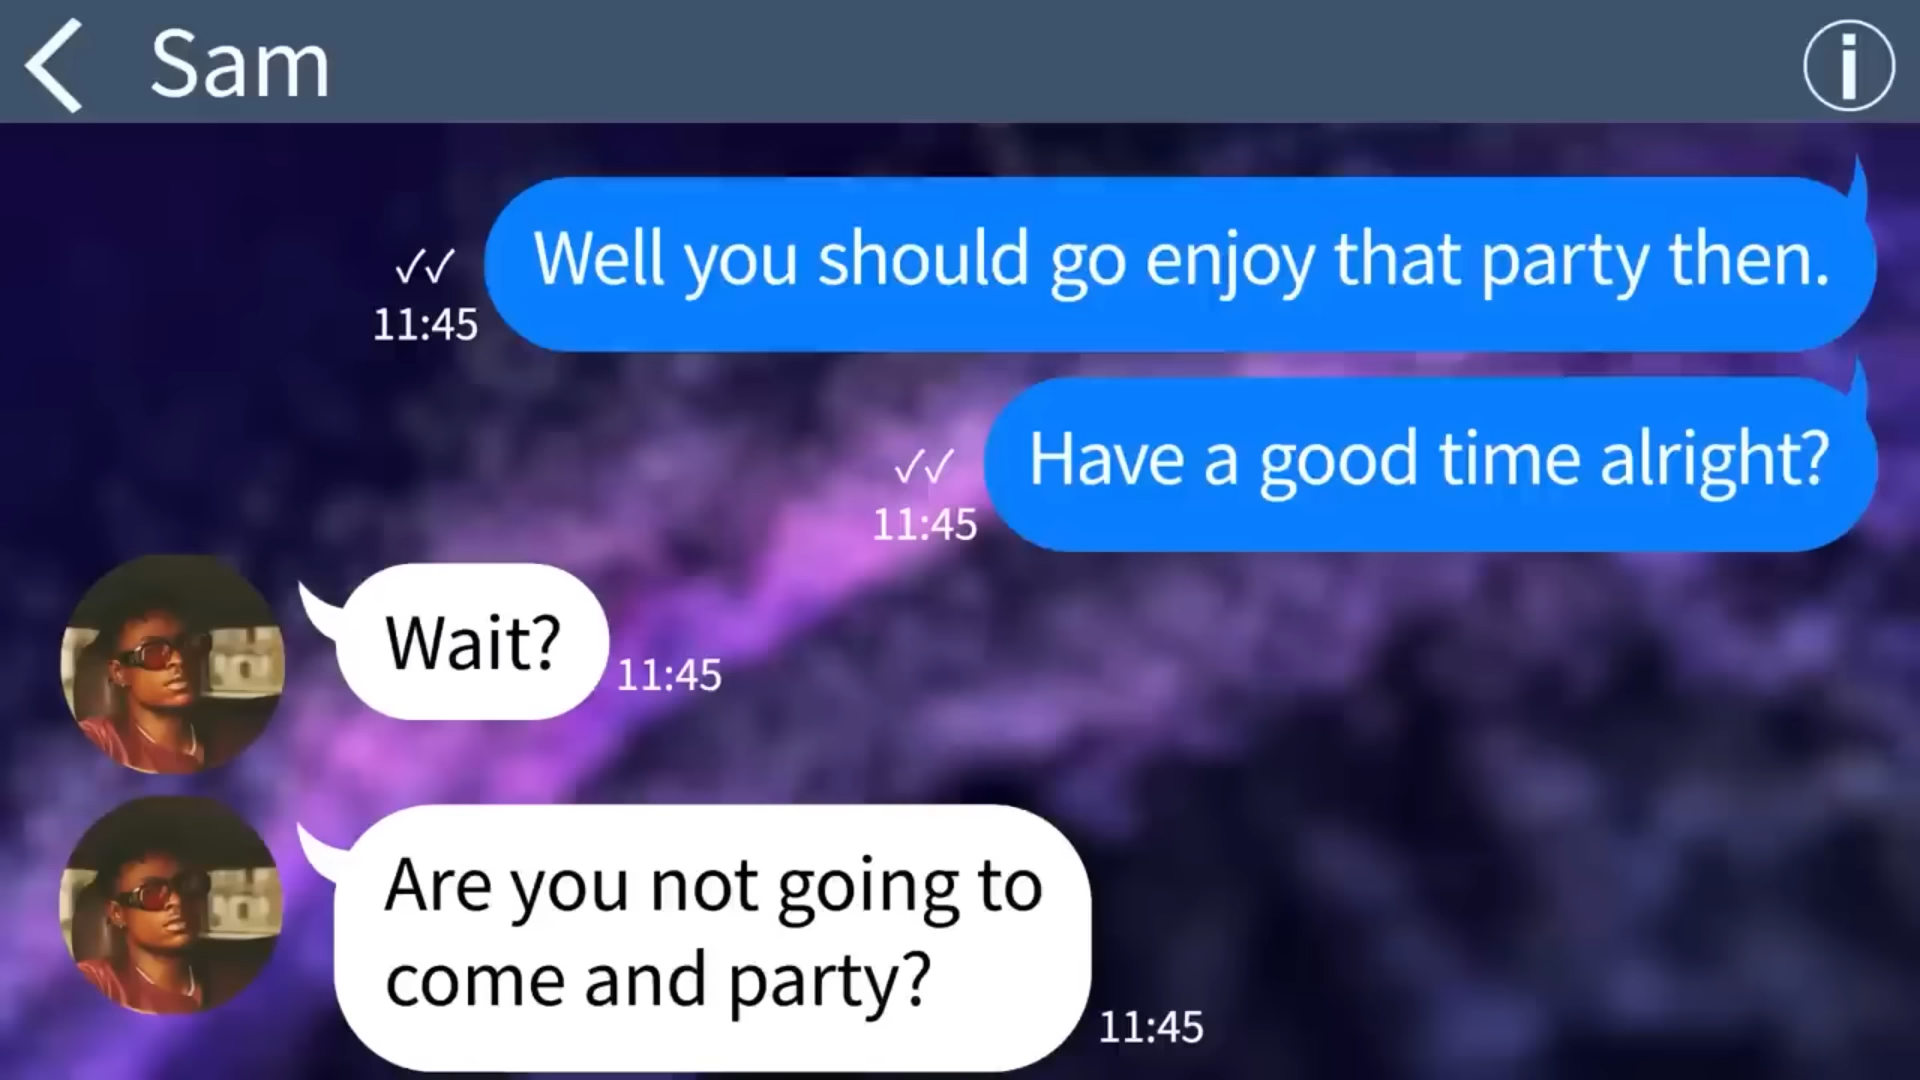 Sam
Well you should go enjoy that party then.
✓✓
11:45
Have a good time alright?
✓✓
11:45
Wait?
11:45
Are you not going to
come and party?
11:45